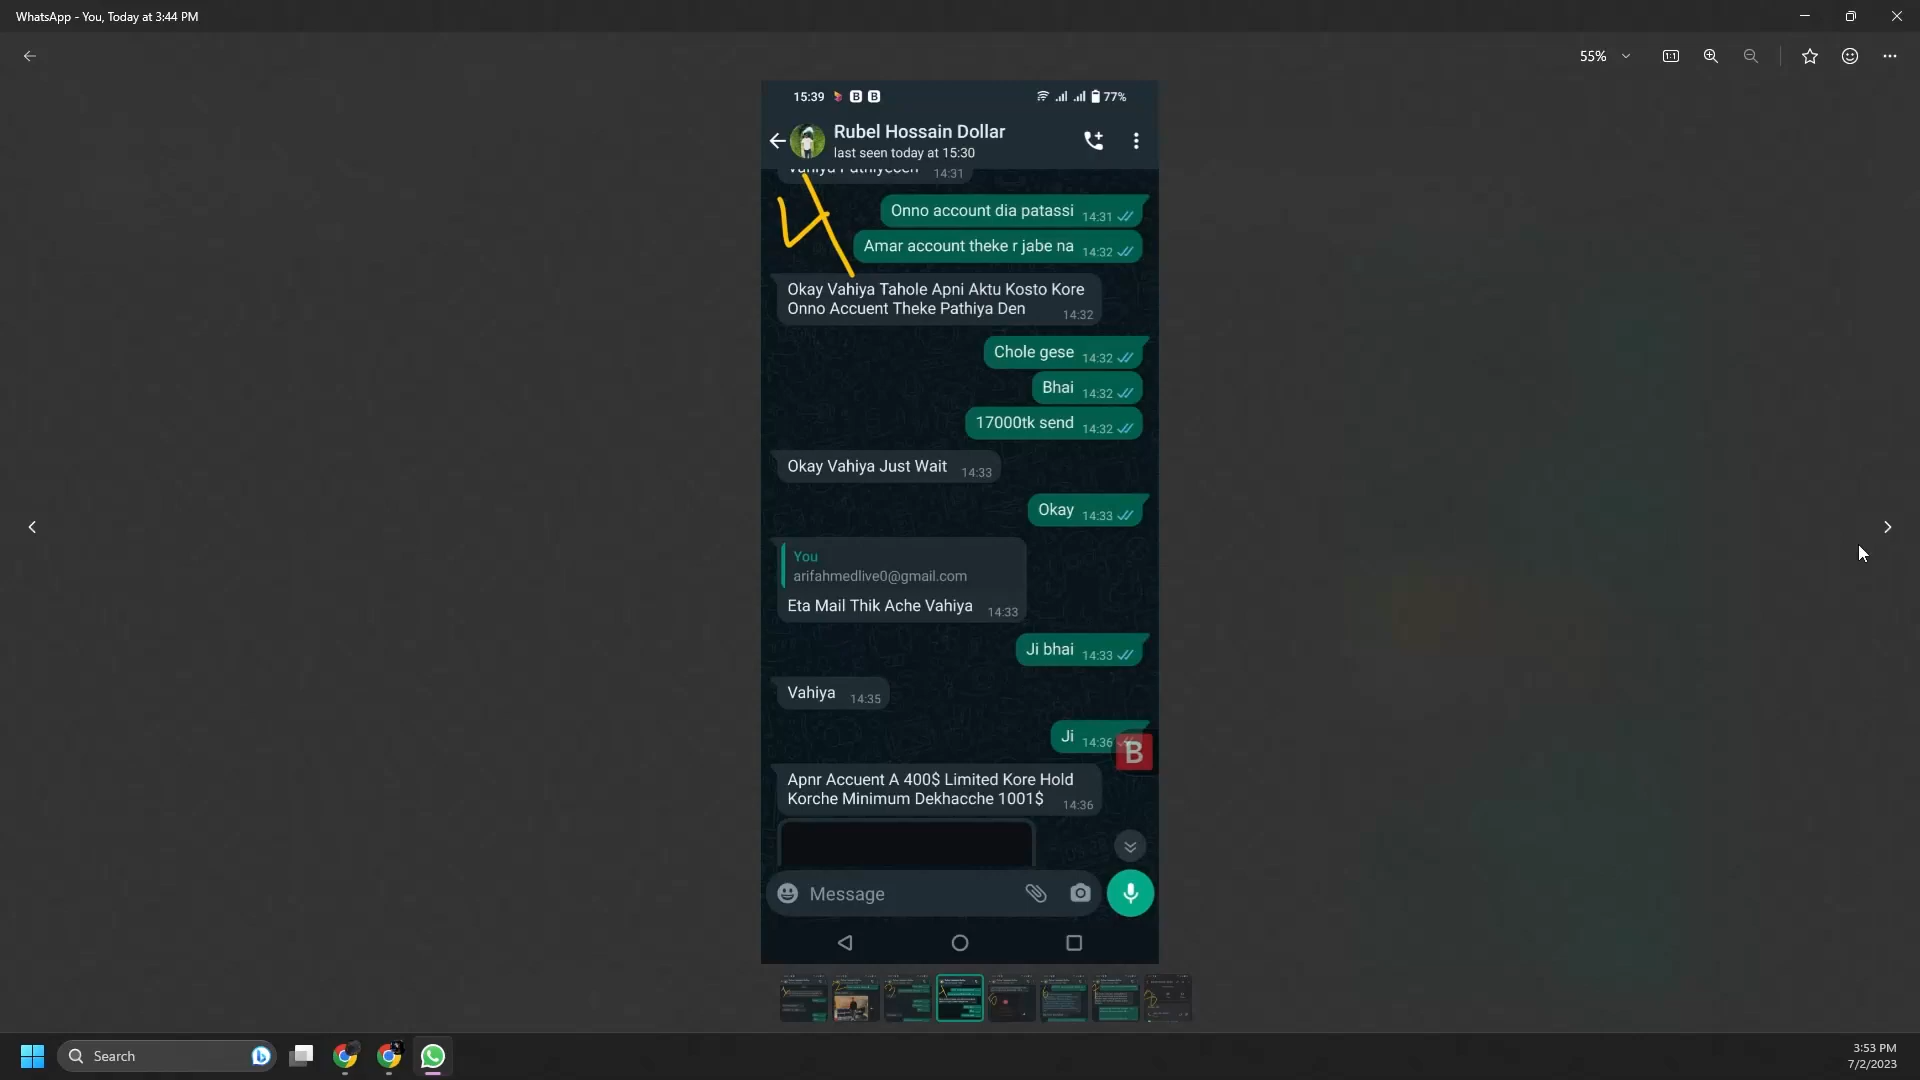 WhatsApp - You, Today at 3:44 PM
55%
1:1
15:39 B B 77%
Rubel Hossain Dollar
last seen today at 15:30
14:31
4
Onno account dia patassi 14:31
Amar account theke r jabe na 14:32
Okay Vahiya Tahole Apni Aktu Kosto Kore
Onno Accuent Theke Pathiya Den 14:32
Chole gese 14:32
Bhai 14:32
17000tk send 14:32
Okay Vahiya Just Wait 14:33
Okay 14:33
You
arifahmedlive0@gmail.com
Eta Mail Thik Ache Vahiya 14:33
Ji bhai 14:33
Vahiya 14:35
Ji 14:36
B
Apnr Accuent A 400$ Limited Kore Hold
Korche Minimum Dekhacche 1001$ 14:36
Message
Search
3:53 PM
7/2/2023